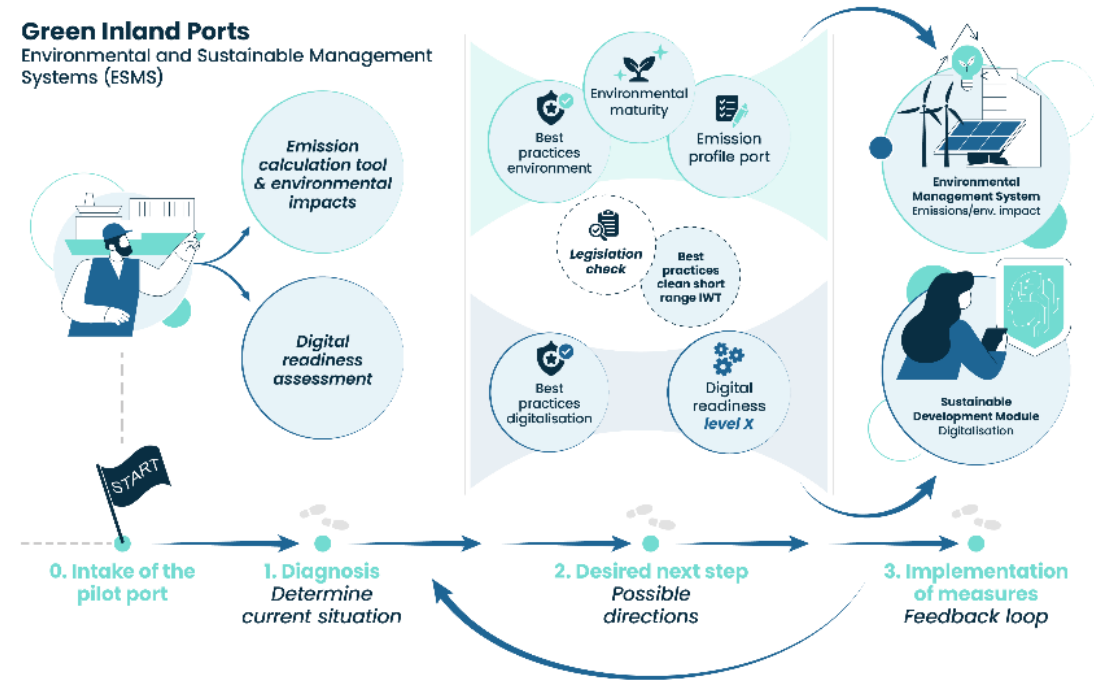 Green Inland Ports
Environmental and Sustainable Management
Systems (ESMS)
Emission
calculation tool
& environmental
impacts
Digital
readiness
assessment
Environmental
maturity
Best
practices
environment
Emission
profile port
Legislation
check
Best
practices
clean short
range IWT
Best
practices
digitalisation
Digital
readiness
level X
Environmental
Management System
Emissions/env. impact
Sustainable
Development Module
Digitalisation
START
0. Intake of the
pilot port
1. Diagnosis
Determine
current situation
2. Desired next step
Possible
directions
3. Implementation
of measures
Feedback loop